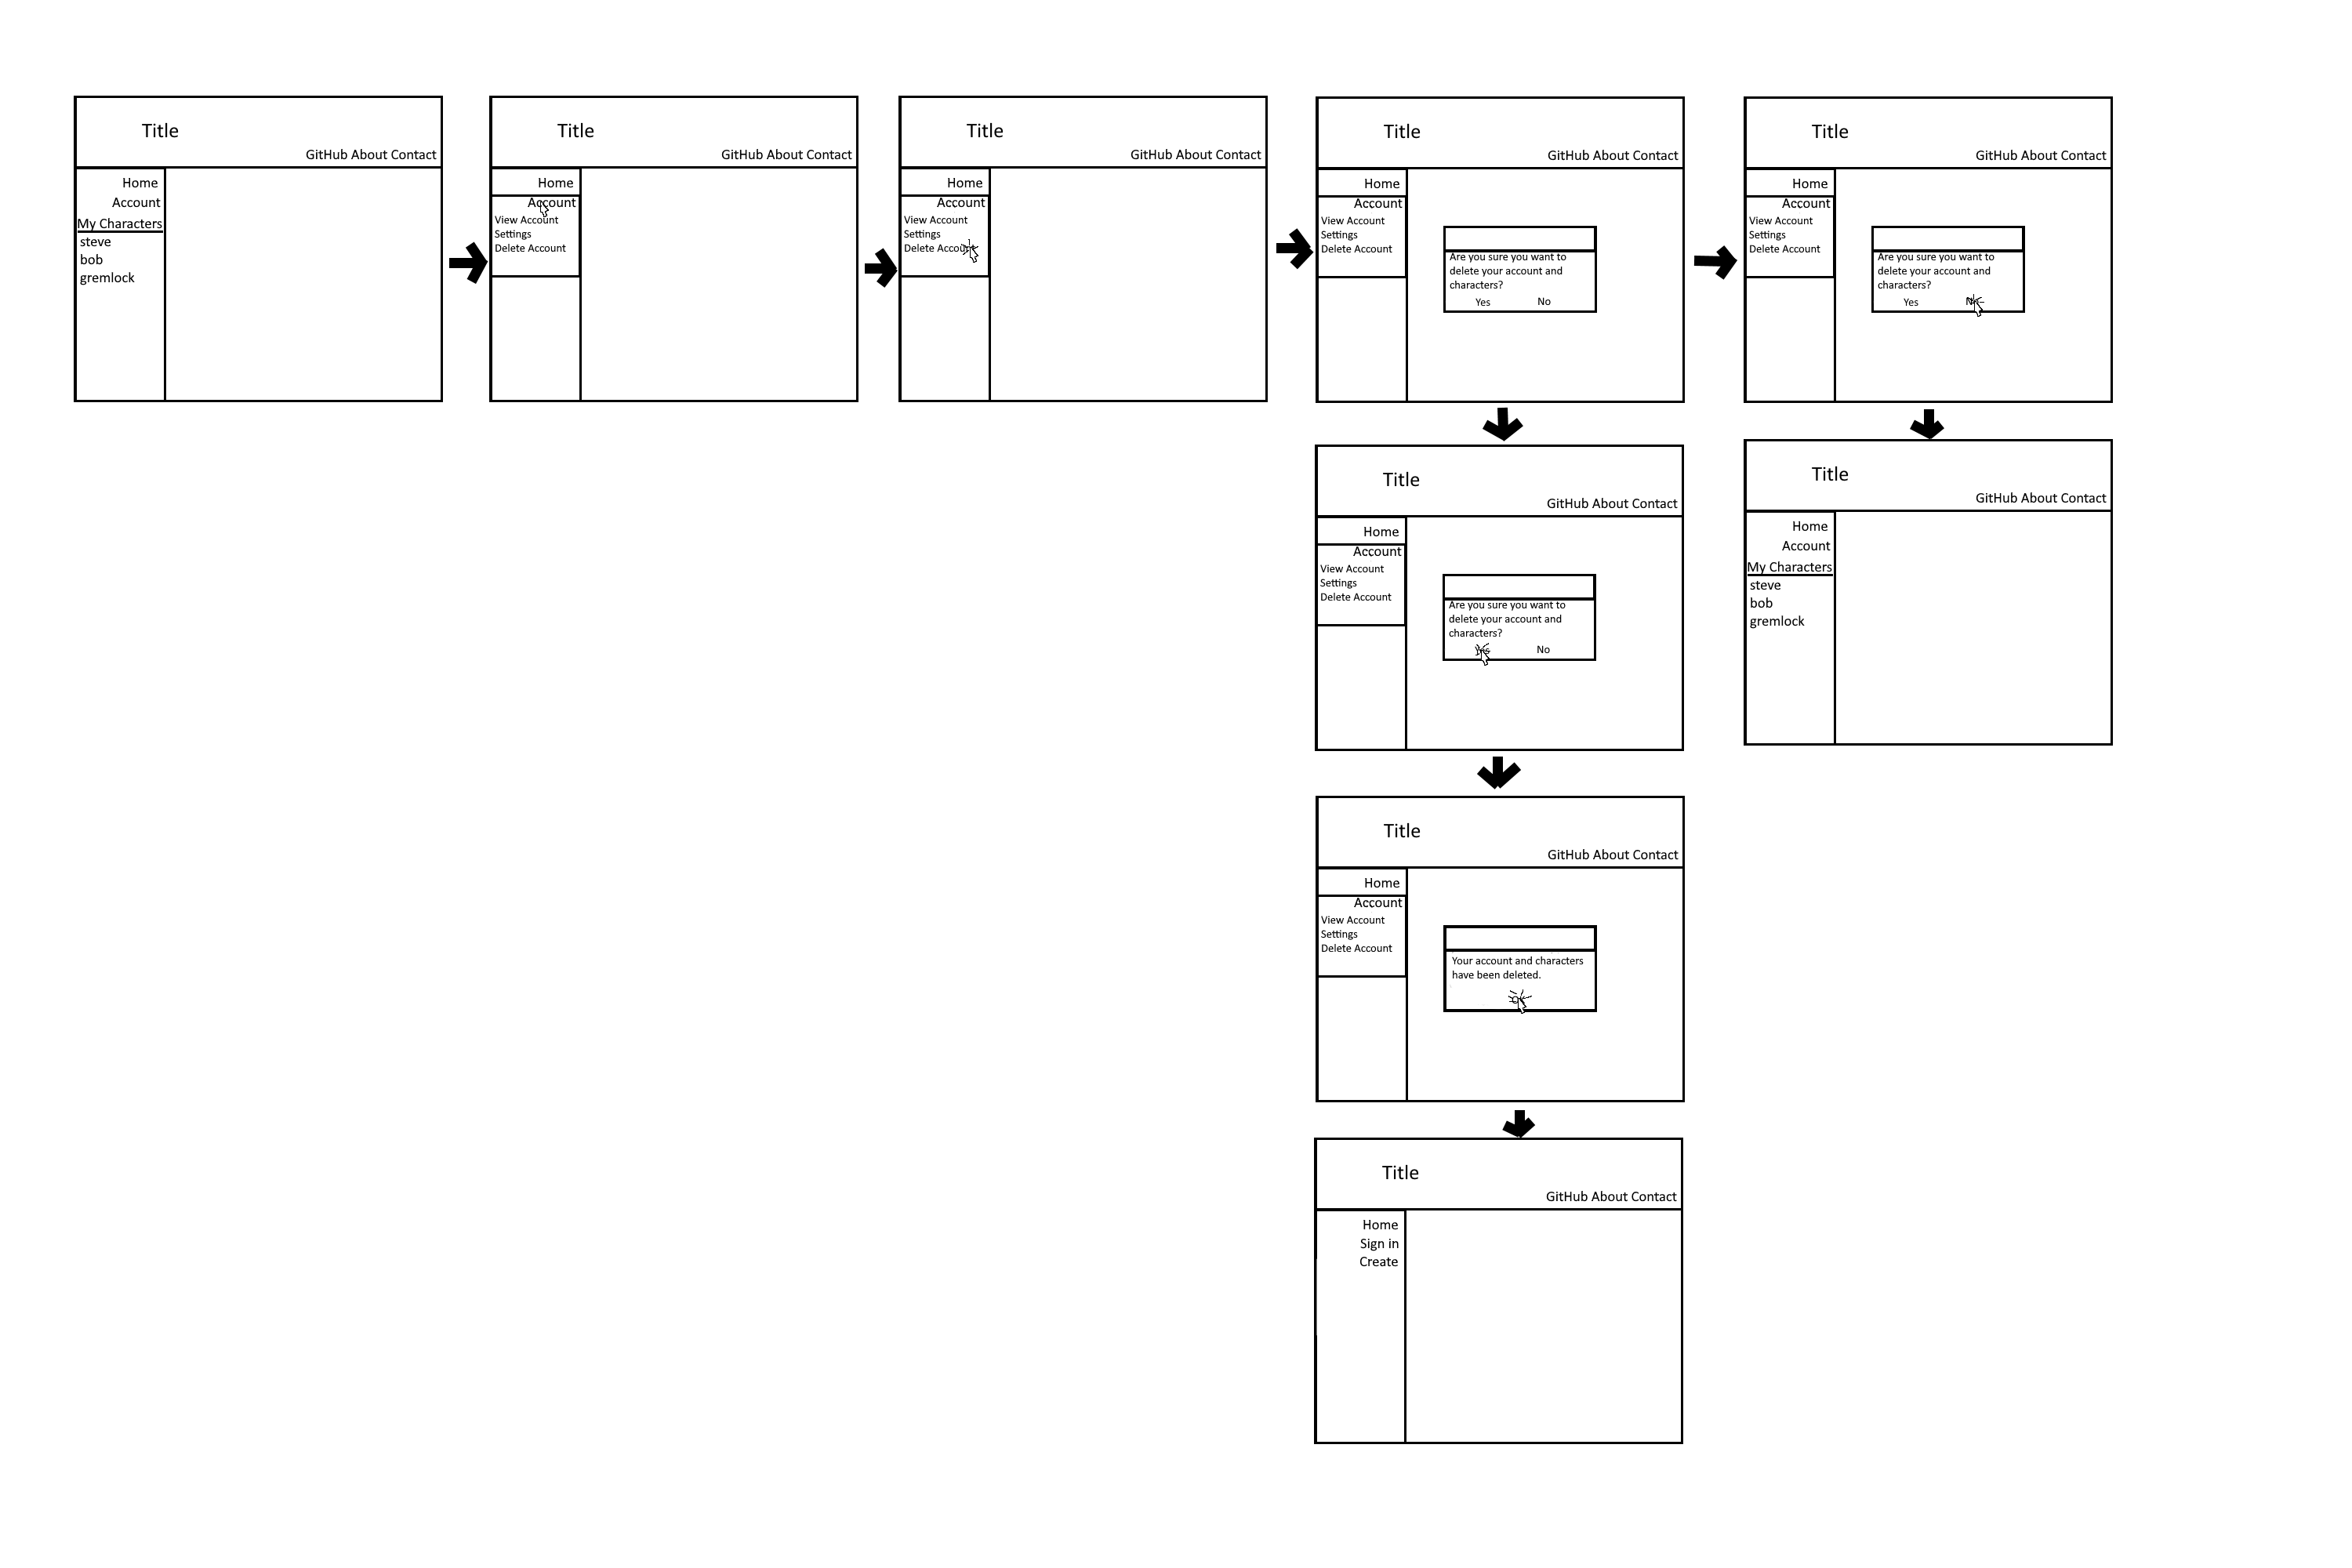 Title
GitHub About Contact
Home
Account
My Characters
steve
bob
gremlock
Title
GitHub About Contact
Home
Account
View Account
Settings
Delete Account
Title
GitHub About Contact
Home
Account
View Account
Settings
Delete Account
Title
GitHub About Contact
Home
Account
View Account
Settings
Delete Account
Are you sure you want to
delete your account and
characters?
Yes No
Title
GitHub About Contact
Home
Account
View Account
Settings
Delete Account
Are you sure you want to
delete your account and
characters?
Yes No
Title
GitHub About Contact
Home
Account
View Account
Settings
Delete Account
Are you sure you want to
delete your account and
characters?
Yes No
Title
GitHub About Contact
Home
Account
My Characters
steve
bob
gremlock
Title
GitHub About Contact
Home
Account
View Account
Settings
Delete Account
Your account and characters
have been deleted.
Title
GitHub About Contact
Home
Sign in
Create